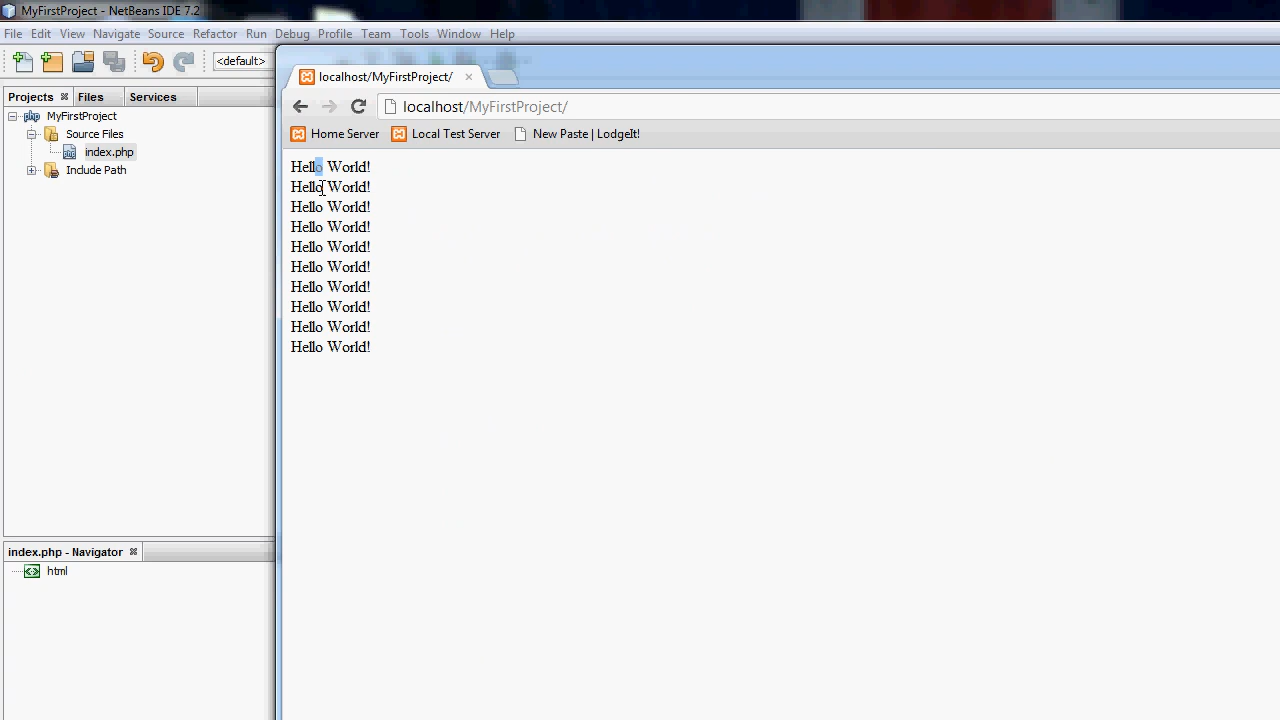 MyFirstProject - NetBeans IDE 7.2
File Edit View Navigate Source Refactor Run Debug Profile Team Tools Window Help
<default>
Projects Files Services
MyFirstProject
Source Files
index.php
Include Path
index.php - Navigator
html
localhost/MyFirstProject/
localhost/MyFirstProject/
Home Server Local Test Server New Paste | LodgeIt!
Hello World!
Hello World!
Hello World!
Hello World!
Hello World!
Hello World!
Hello World!
Hello World!
Hello World!
Hello World!